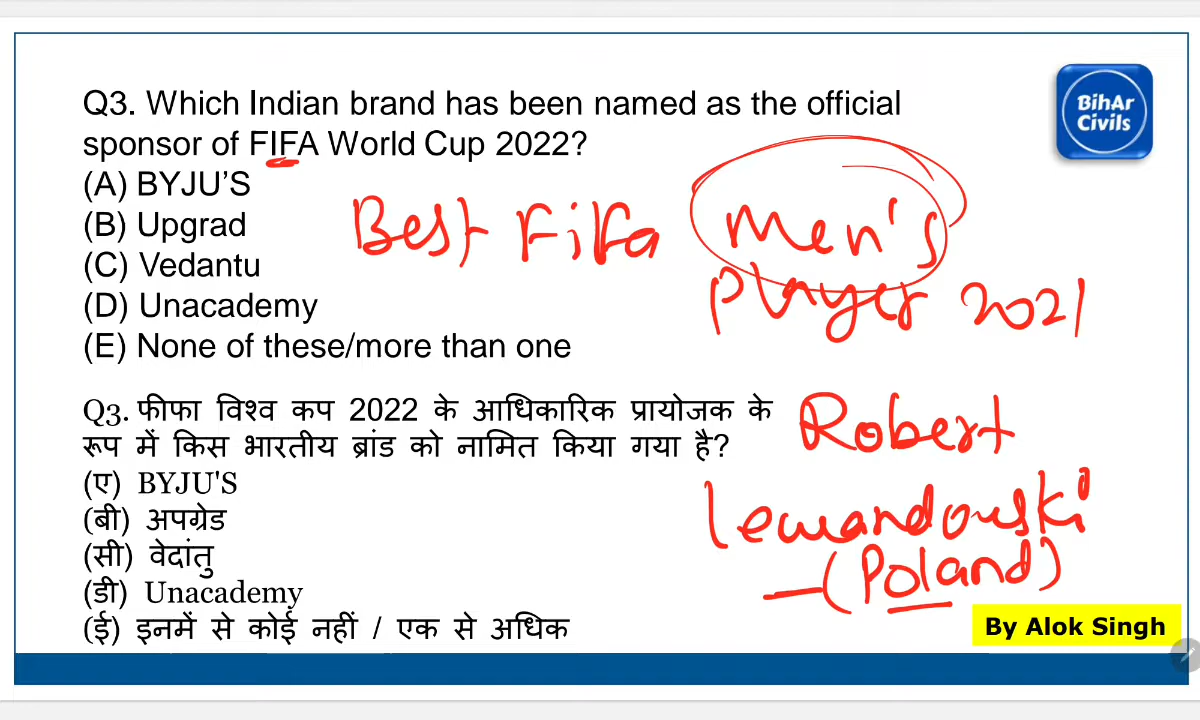 Q3. Which Indian brand has been named as the official
sponsor of FIFA World Cup 2022?
(A) BYJU’S
(B) Upgrad
(C) Vedantu
(D) Unacademy
(E) None of these/more than one
BihAr
Civils
Best FiFa Men's
Player 2021
Q3. फीफा विश्व कप 2022 के आधिकारिक प्रायोजक के
रूप में किस भारतीय ब्रांड को नामित किया गया है?
(ए) BYJU'S
(बी) अपग्रेड
(सी) वेदांतु
(डी) Unacademy
(ई) इनमें से कोई नहीं / एक से अधिक
Robert
Lewandowski
(Poland)
By Alok Singh